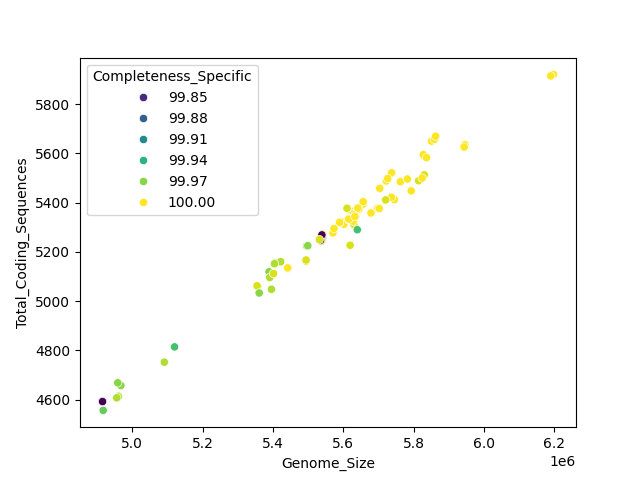 Completeness_Specific
99.85
99.88
99.91
99.94
99.97
100.00
Total_Coding_Sequences
5800
5600
5400
5200
5000
4800
4600
5.0 5.2 5.4 5.6 5.8 6.0 6.2
1e6
Genome_Size